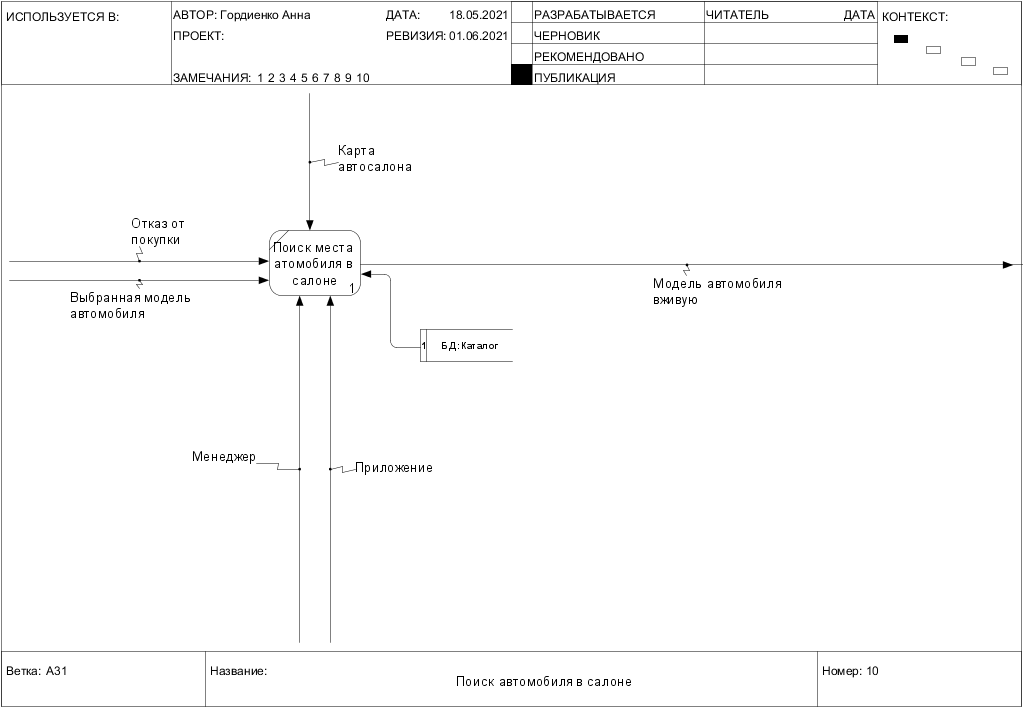 ИСПОЛЬЗУЕТСЯ В:
АВТОР: Гордиенко Анна
ДАТА: 18.05.2021
ПРОЕКТ:
РЕВИЗИЯ: 01.06.2021
ЗАМЕЧАНИЯ: 1 2 3 4 5 6 7 8 9 10
РАЗРАБАТЫВАЕТСЯ
ЧЕРНОВИК
РЕКОМЕНДОВАНО
ПУБЛИКАЦИЯ
ЧИТАТЕЛЬ ДАТА
КОНТЕКСТ:
Карта
автосалона
Отказ от
покупки
Выбранная модель
автомобиля
Поиск места
атомобиля в
салоне
1
Модель автомобиля
вживую
1 БД:Каталог
Менеджер
Приложение
Ветка: A31
Название:
Поиск автомобиля в салоне
Номер: 10